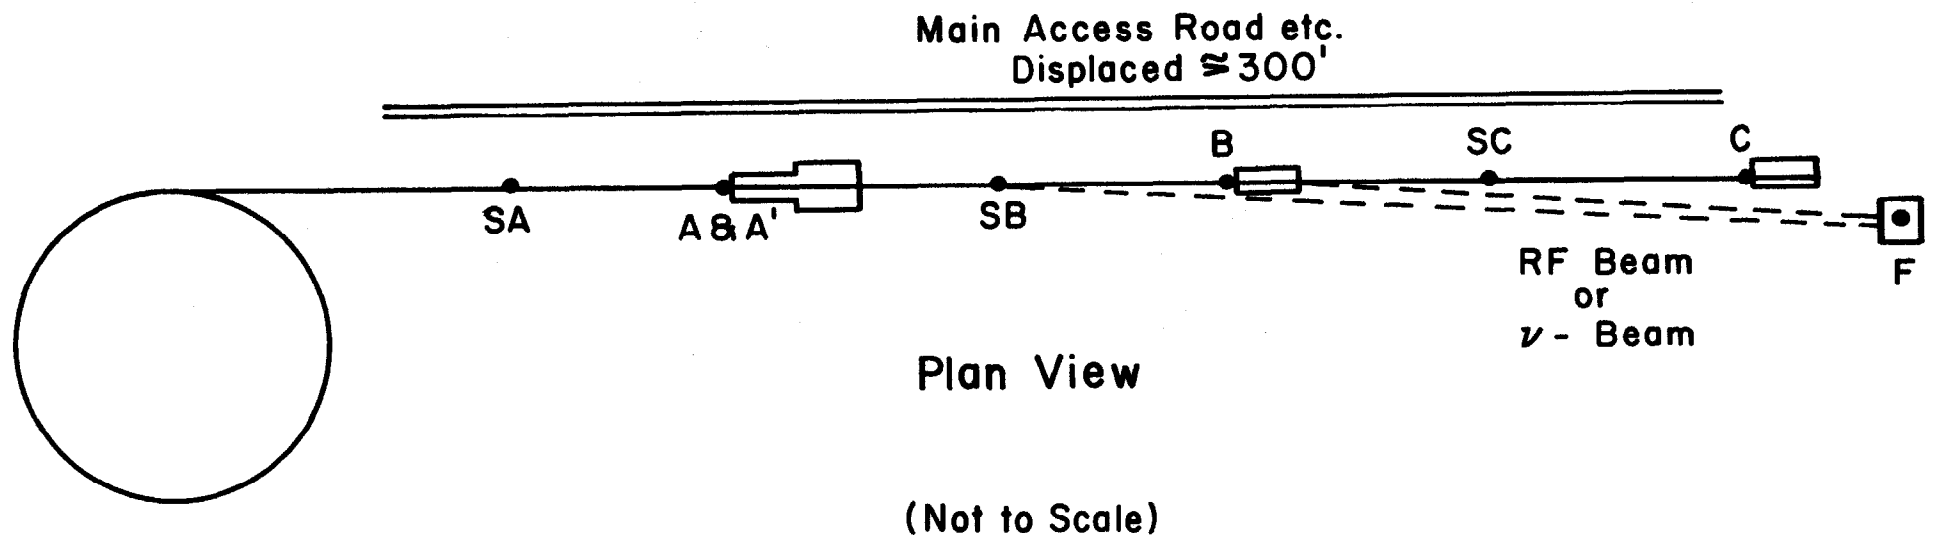 Main Access Road etc.
Displaced ≅300'
B
SC
C
SA
A & A'
SB
F
RF Beam
or
ν - Beam
Plan View
(Not to Scale)